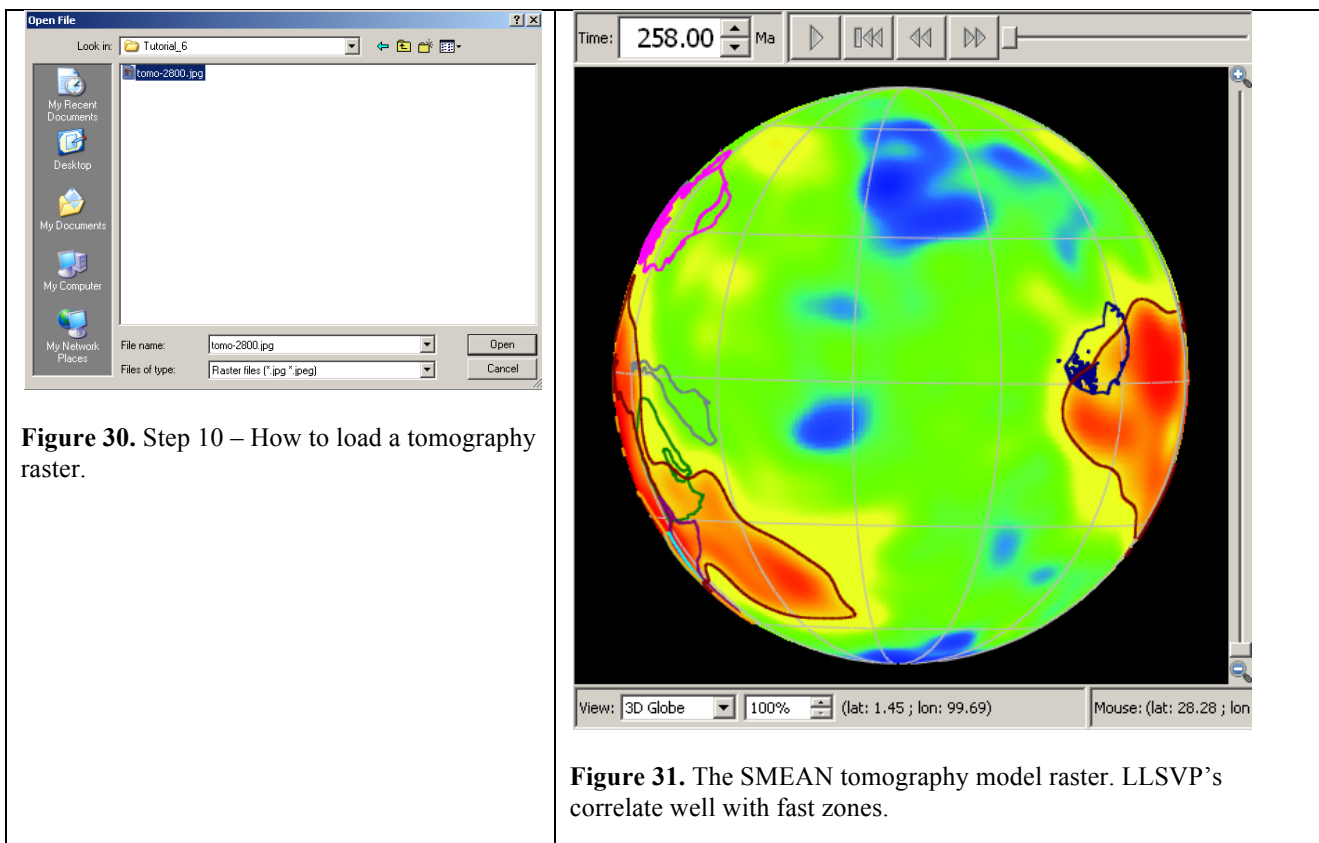 Open File
Look in:
Tutorial_6
tomo-2800.jpg
My Recent
Documents
Desktop
My Documents
My Computer
My Network
Places
File name:
tomo-2800.jpg
Open
Files of type:
Raster files (*.jpg *.jpeg)
Cancel
Figure 30. Step 10 – How to load a tomography
raster.
Time: 258.00 Ma
View: 3D Globe 100% (lat: 1.45 ; lon: 99.69) Mouse: (lat: 28.28 ; lon
Figure 31. The SMEAN tomography model raster. LLSVP’s
correlate well with fast zones.